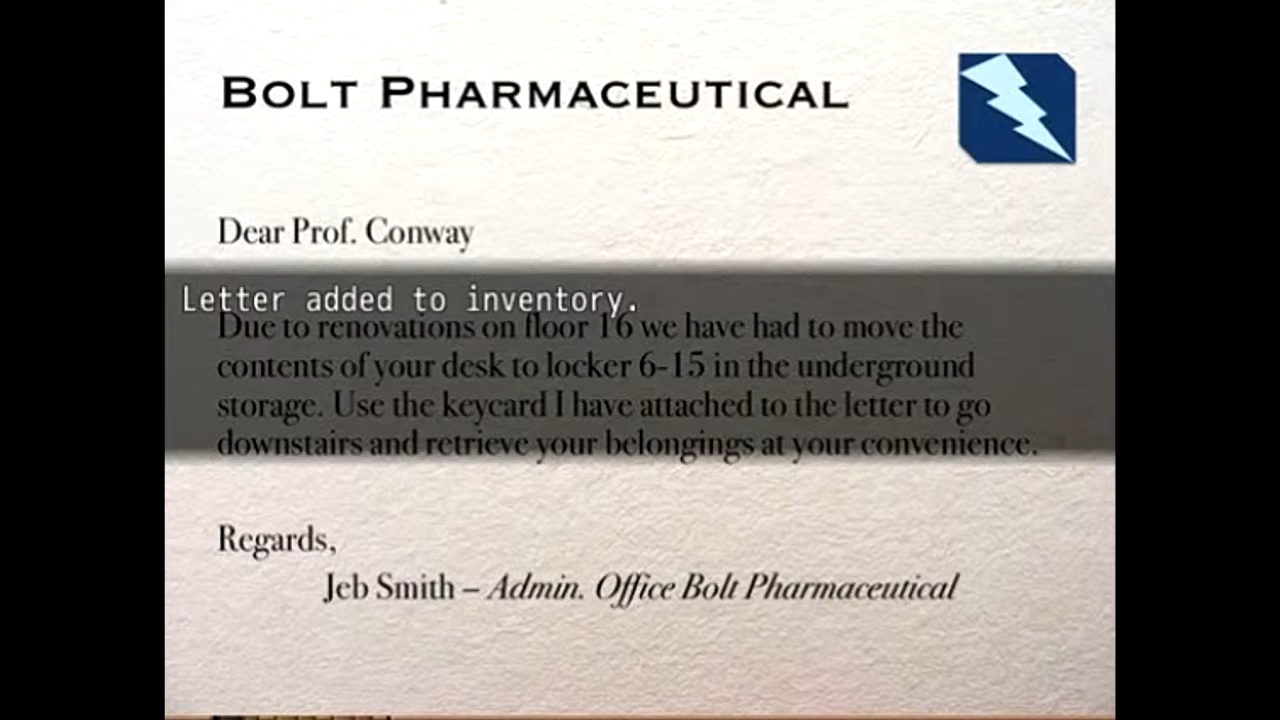 BOLT PHARMACEUTICAL
Dear Prof. Conway
Letter added to inventory.
Due to renovations on floor 16 we have had to move the
contents of your desk to locker 6-15 in the underground
storage. Use the keycard I have attached to the letter to go
downstairs and retrieve your belongings at your convenience.
Regards,
Jeb Smith – Admin. Office Bolt Pharmaceutical